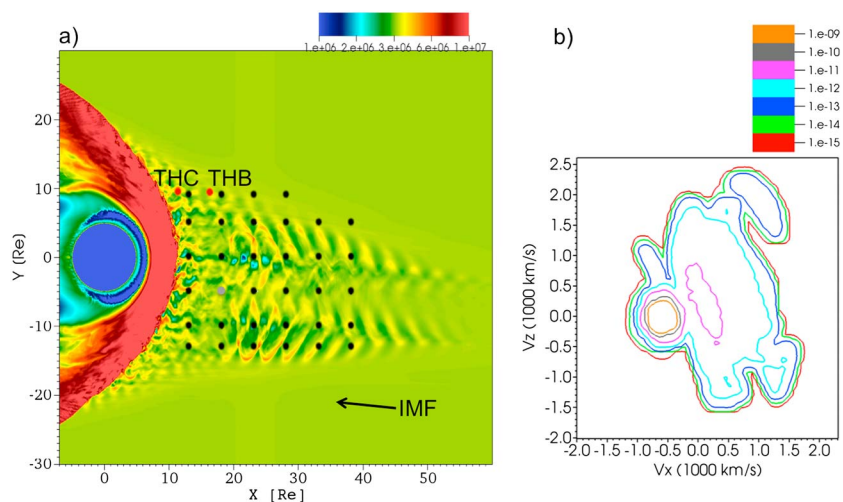 a)
1.e+06 2.e+06 3.e+06 6.e+06 1.e+07
20
10
0
-10
-20
-30
Y (Re)
THC THB
IMF
0 10 20 30 40 50
X [Re]
b)
1.e-09
1.e-10
1.e-11
1.e-12
1.e-13
1.e-14
1.e-15
2.5
2.0
1.5
1.0
0.5
0.0
-0.5
-1.0
-1.5
-2.0
Vz (1000 km/s)
-2.0 -1.5 -1.0 -0.5 0.0 0.5 1.0 1.5 2.0
Vx (1000 km/s)